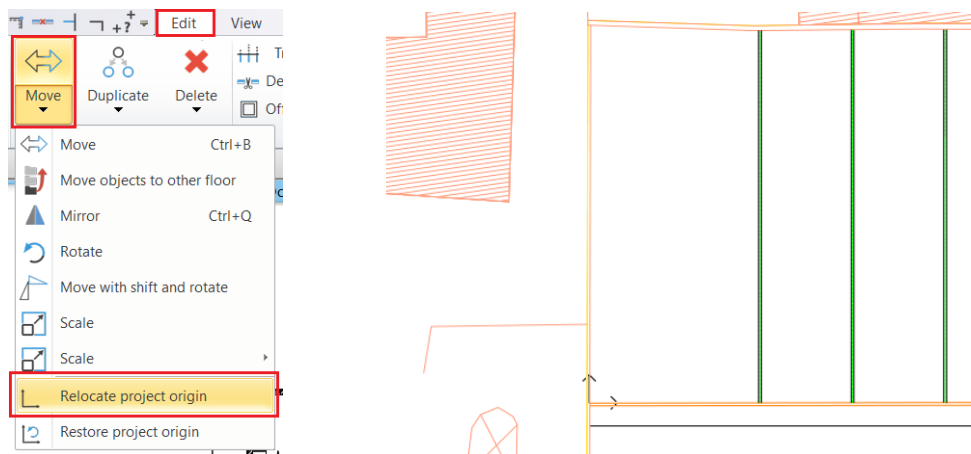 Edit View
Move Duplicate Delete
Move Ctrl+B
Move objects to other floor
Mirror Ctrl+Q
Rotate
Move with shift and rotate
Scale
Scale
Relocate project origin
Restore project origin